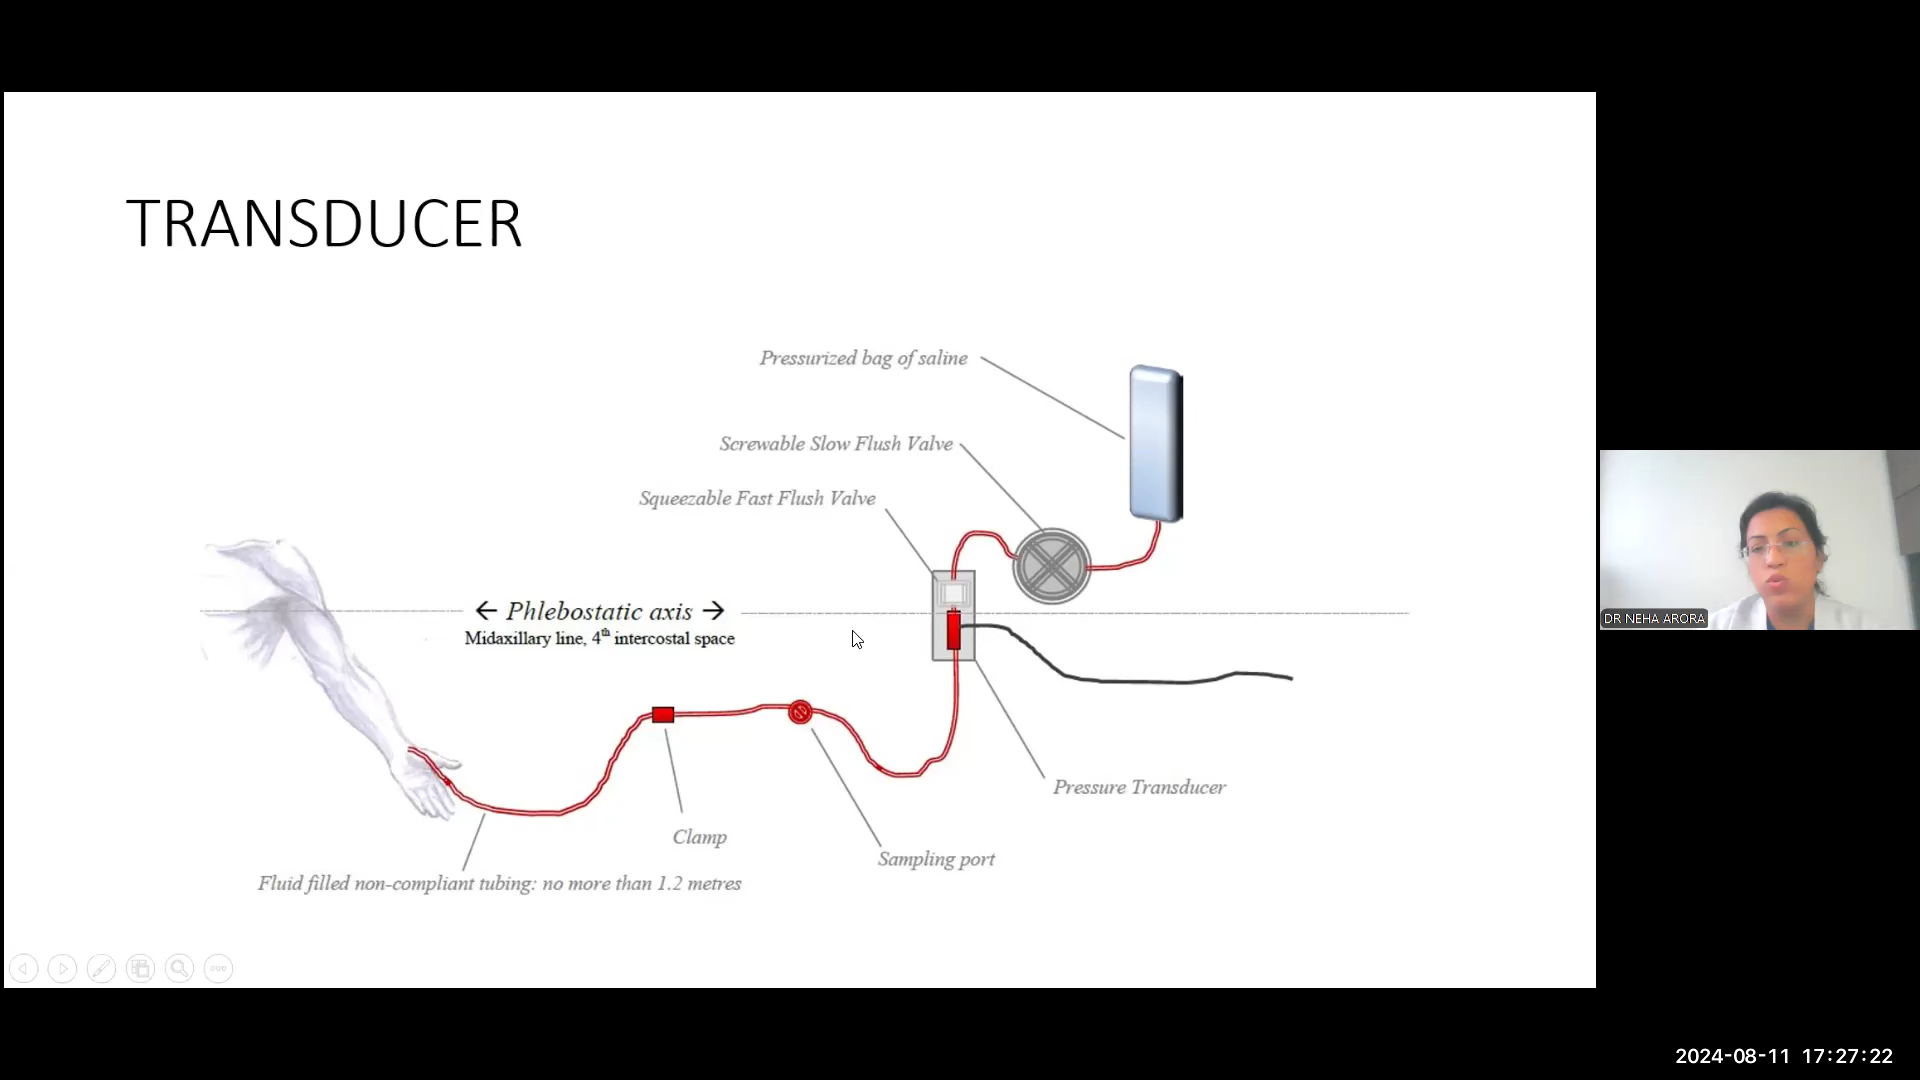 TRANSDUCER
Pressurized bag of saline
Screwable Slow Flush Valve
Squeezable Fast Flush Valve
← Phlebostatic axis →
Midaxillary line, 4th intercostal space
Pressure Transducer
Clamp
Sampling port
Fluid filled non-compliant tubing: no more than 1.2 metres
DR NEHA ARORA
2024-08-11 17:27:22